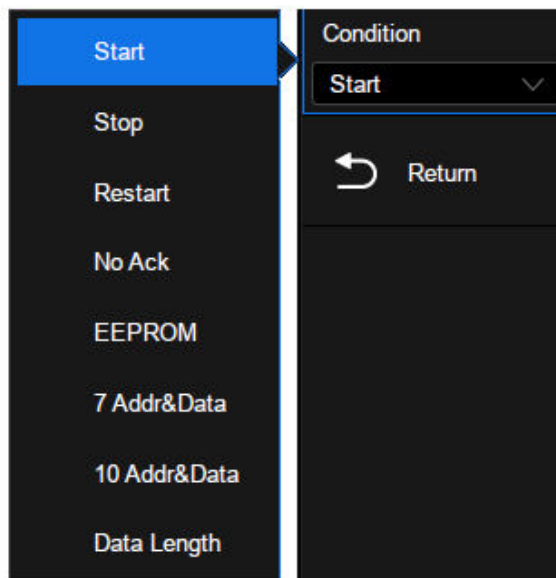 Start
Stop
Restart
No Ack
EEPROM
7 Addr&Data
10 Addr&Data
Data Length
Condition
Start
Return